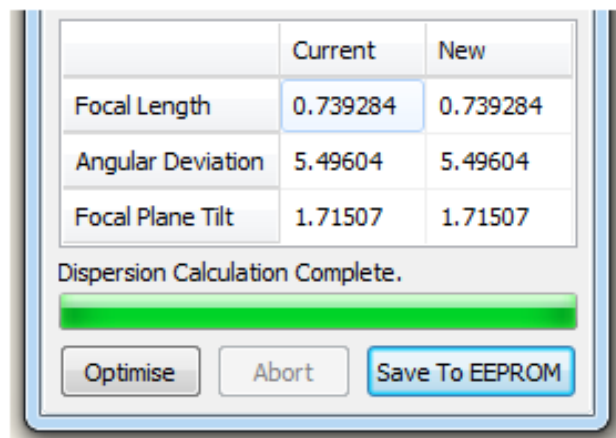 Current New
Focal Length 0.739284 0.739284
Angular Deviation 5.49604 5.49604
Focal Plane Tilt 1.71507 1.71507
Dispersion Calculation Complete.
Optimise Abort Save To EEPROM